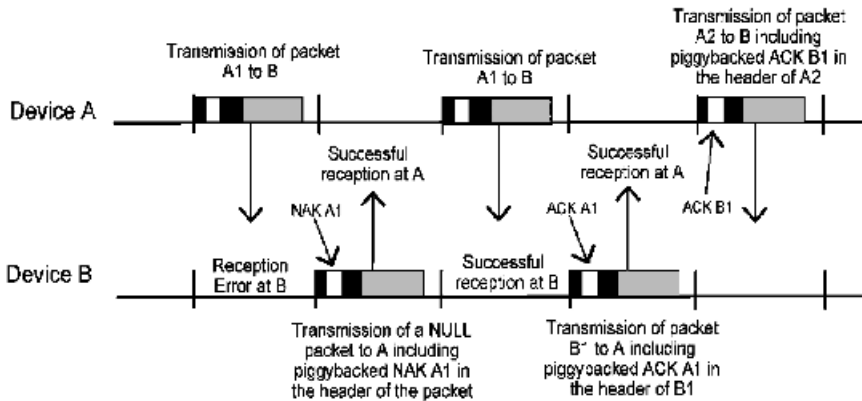 Transmission of packet
A1 to B
Transmission of packet
A1 to B
Transmission of packet
A2 to B including
piggybacked ACK B1 in
the header of A2
Device A
Successful
reception at A
Successful
reception at A
NAK A1
ACK A1
ACK B1
Device B
Reception
Error at B
Successful
reception at B
Transmission of a NULL
packet to A including
piggybacked NAK A1 in
the header of the packet
Transmission of packet
B1 to A including
piggybacked ACK A1 in
the header of B1